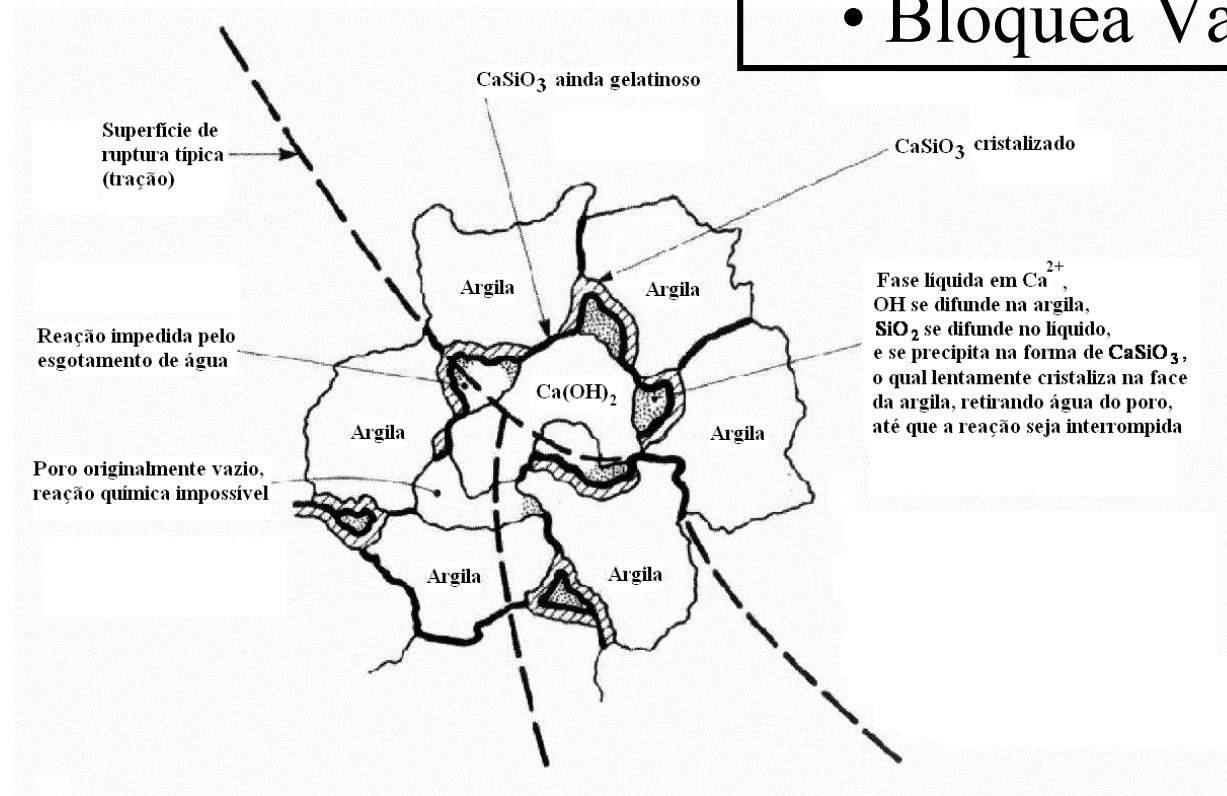 • Bloquea Va
CaSiO₃ ainda gelatinoso
Superfície de
ruptura típica
(tração)
CaSiO₃ cristalizado
Argila
Argila
Fase líquida em Ca²⁺,
OH se difunde na argila,
SiO₂ se difunde no líquido,
e se precipita na forma de CaSiO₃,
o qual lentamente cristaliza na face
da argila, retirando água do poro,
até que a reação seja interrompida
Reação impedida pelo
esgotamento de água
Ca(OH)₂
Argila
Argila
Poro originalmente vazio,
reação química impossível
Argila
Argila